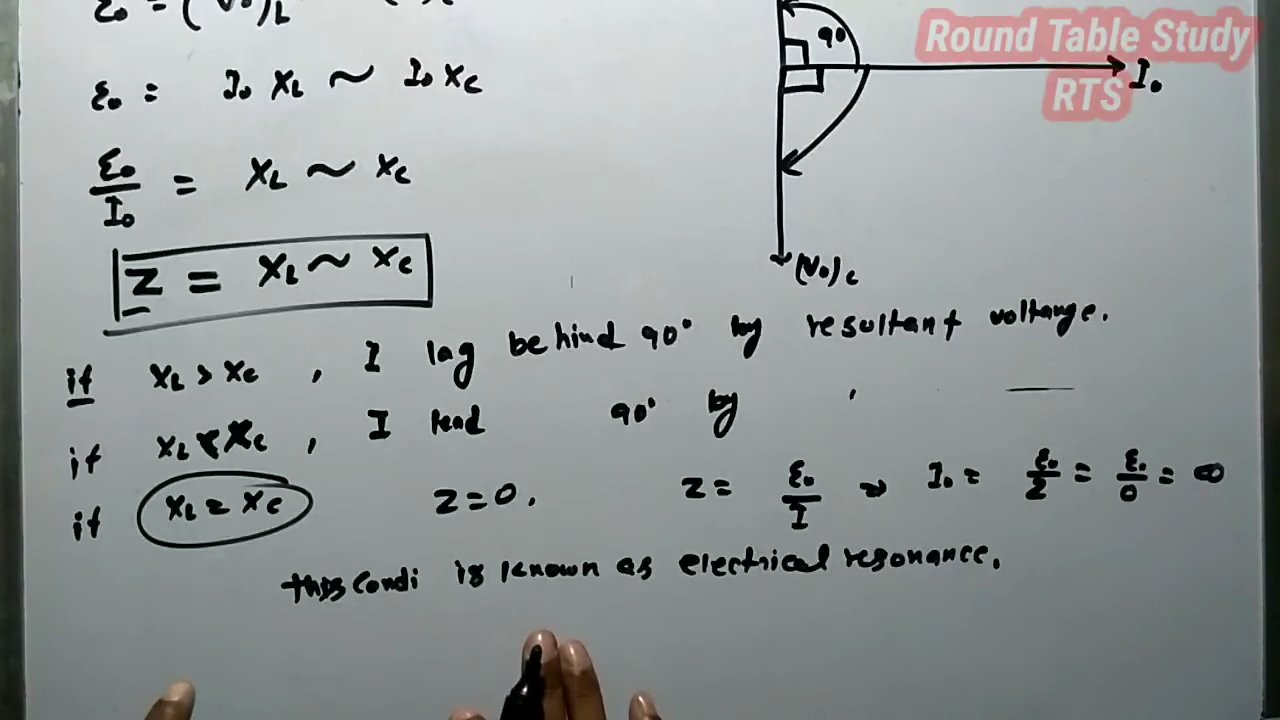 ε₀ = (V₀)L
90
Round Table Study
RTS
I₀
ε₀ = I₀ XL ~ I₀ XC
ε₀/I₀ = XL ~ XC
Z = XL ~ XC
(V₀)C
if XL > XC , I lag behind 90° by resultant voltange.
if XL < XC , I lead 90° by
if XL = XC Z = 0 . Z = ε₀/I ⇒ I₀ = ε₀/Z = ε₀/0 = ∞
this condi is known as electrical resonance.